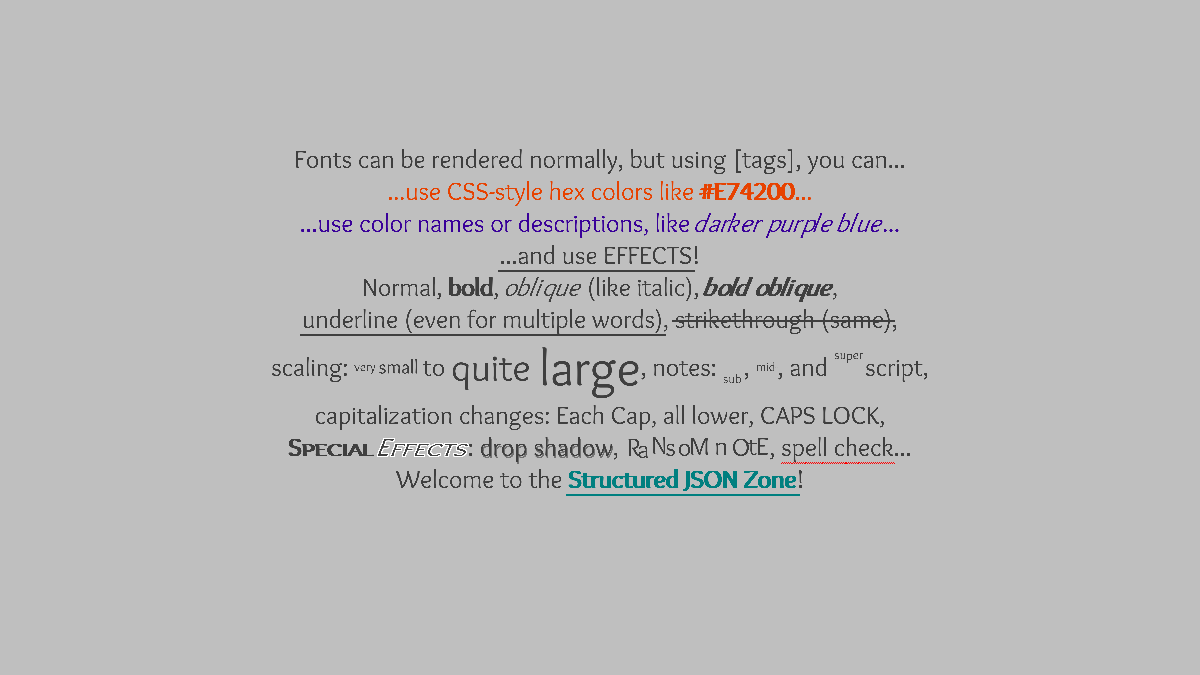 Fonts can be rendered normally, but using [tags], you can...
...use CSS-style hex colors like #E74200...
...use color names or descriptions, like darker purple blue...
...and use EFFECTS!
Normal, bold, oblique (like italic), bold oblique,
underline (even for multiple words), strikethrough (same),
scaling: very small to quite large, notes: sub, mid, and super script,
capitalization changes: Each Cap, all lower, CAPS LOCK,
Special Effects: drop shadow, RaNsoM nOtE, spell check...
Welcome to the Structured JSON Zone!